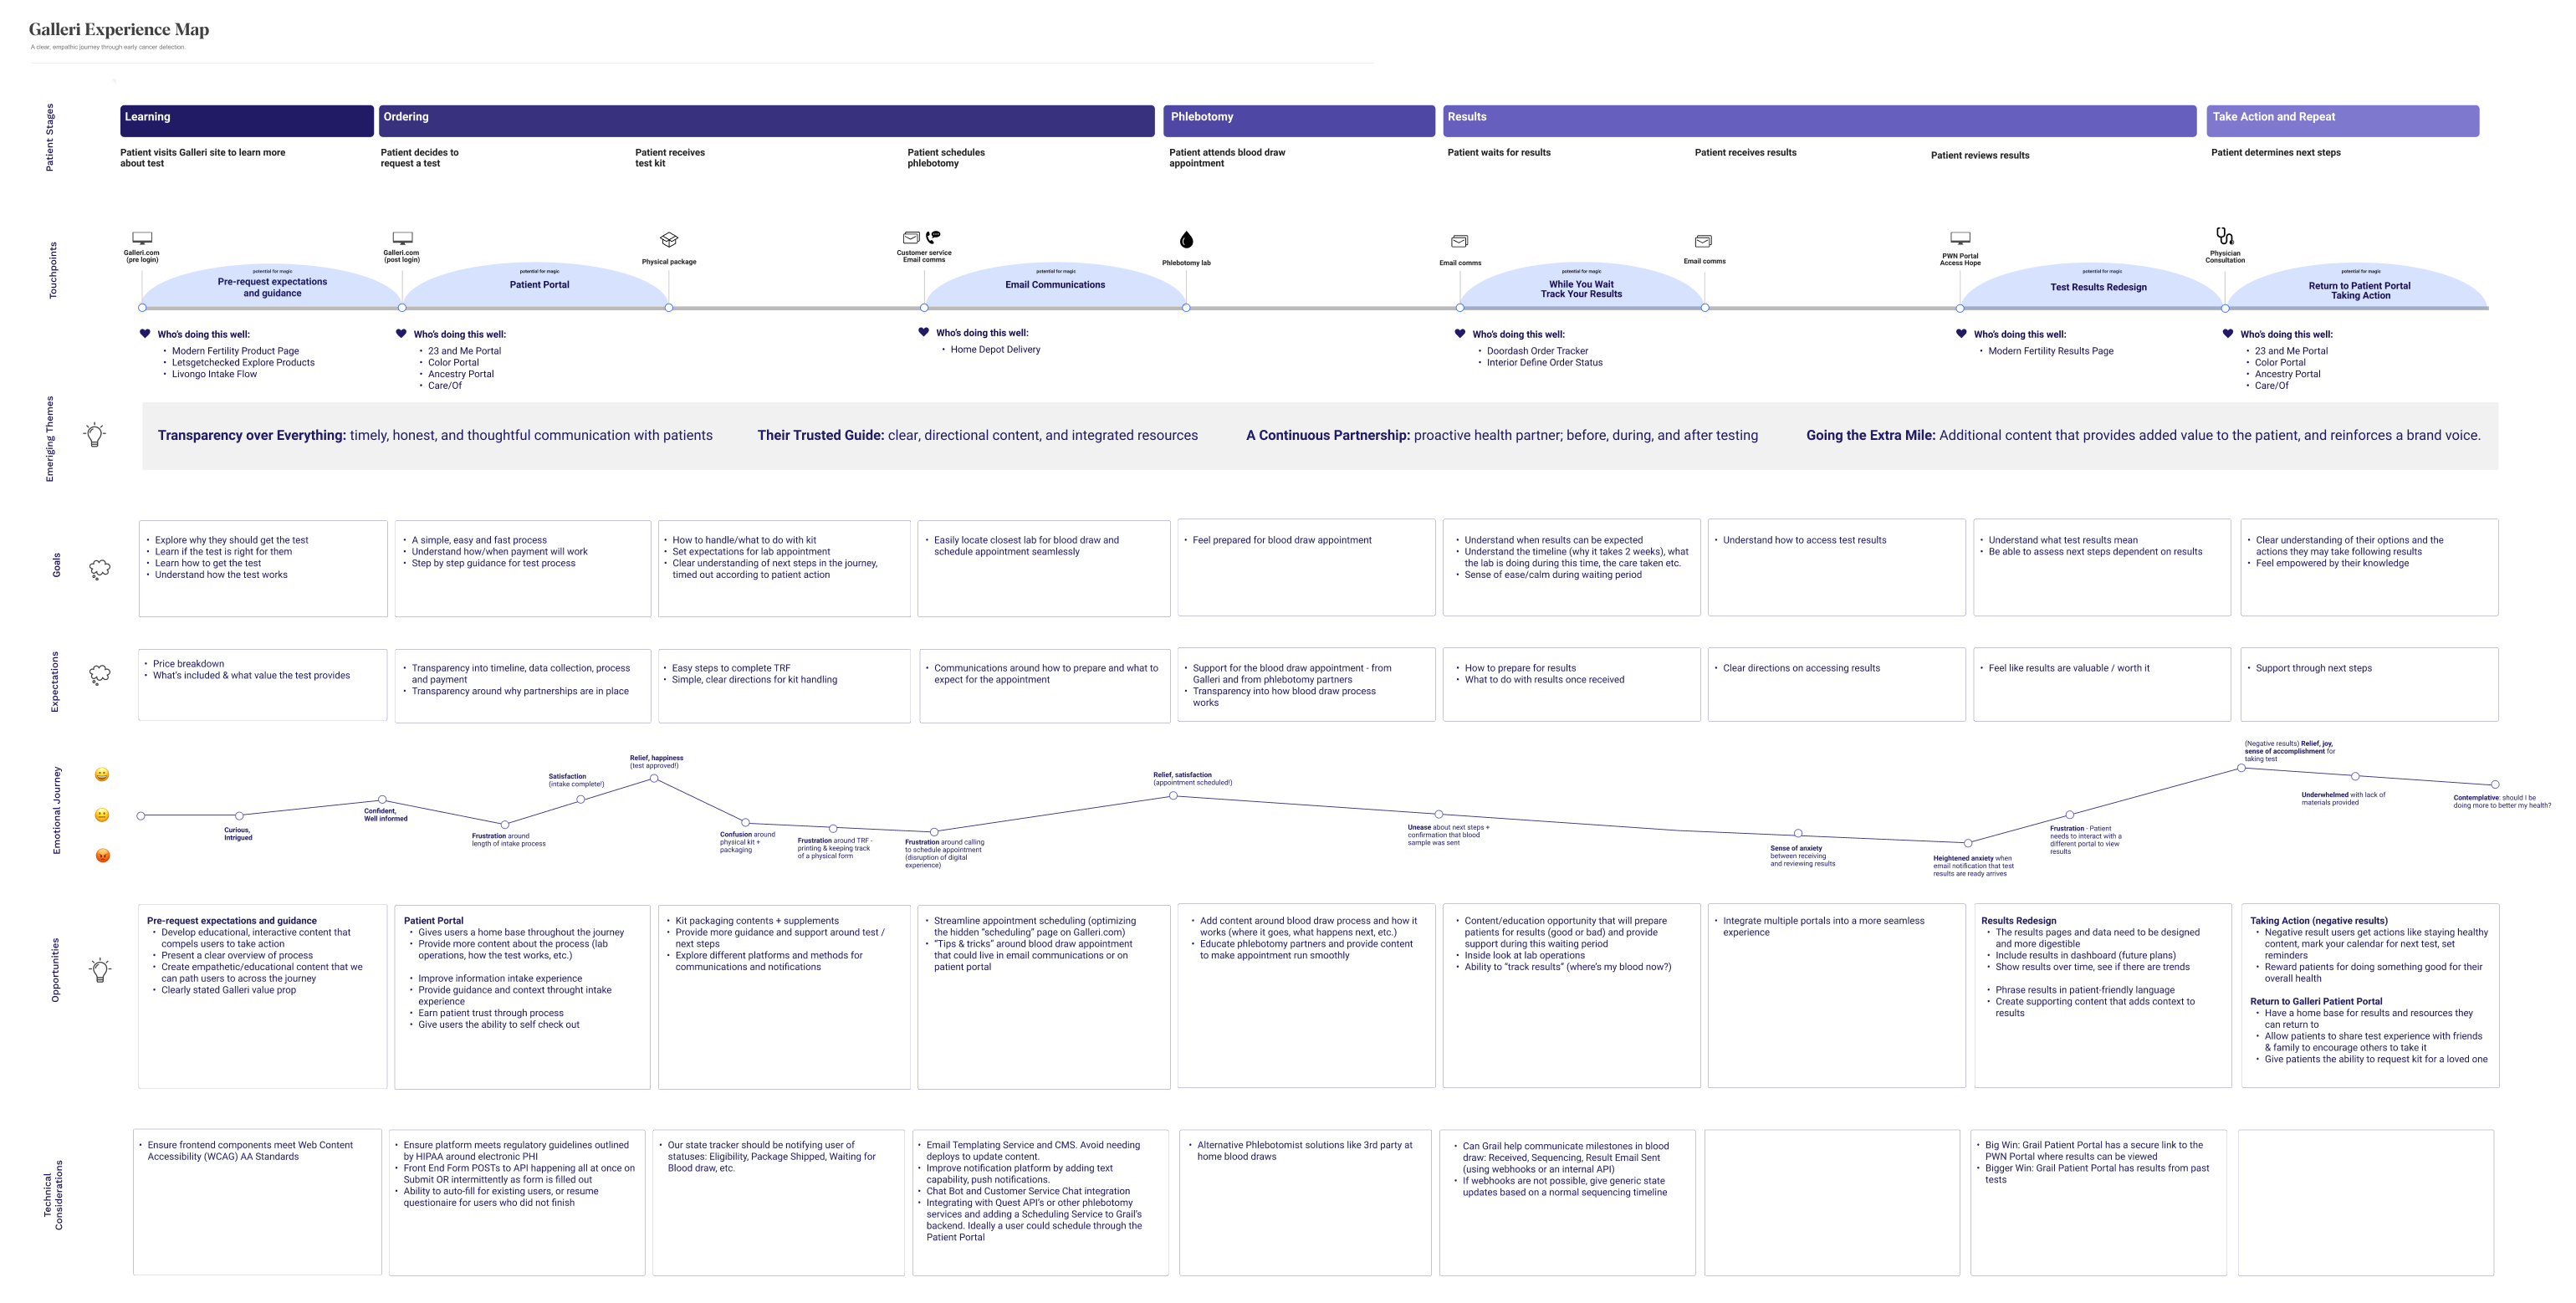 Galleri Experience Map
A clear, empathic journey through early cancer detection.
Patient Stages
Learning
Ordering
Phlebotomy
Results
Take Action and Repeat
Patient visits Galleri site to learn more
about test
Patient decides to
request a test
Patient receives
test kit
Patient schedules
phlebotomy
Patient attends blood draw
appointment
Patient waits for results
Patient receives results
Patient reviews results
Patient determines next steps
Touchpoints
Galleri.com
(pre login)
Galleri.com
(post login)
Physical package
Customer service
Email comms
Phlebotomy lab
Email comms
Email comms
PWN Portal
Access Hope
Physician
Consultation
potential for magic
Pre-request expectations
and guidance
potential for magic
Patient Portal
potential for magic
Email Communications
potential for magic
While You Wait
Track Your Results
potential for magic
Test Results Redesign
potential for magic
Return to Patient Portal
Taking Action
Who's doing this well:
• Modern Fertility Product Page
• Letsgetchecked Explore Products
• Livongo Intake Flow
Who's doing this well:
• 23 and Me Portal
• Color Portal
• Ancestry Portal
• Care/Of
Who's doing this well:
• Home Depot Delivery
Who's doing this well:
• Doordash Order Tracker
• Interior Define Order Status
Who's doing this well:
• Modern Fertility Results Page
Who's doing this well:
• 23 and Me Portal
• Color Portal
• Ancestry Portal
• Care/Of
Emeriging Themes
Transparency over Everything: timely, honest, and thoughtful communication with patients
Their Trusted Guide: clear, directional content, and integrated resources
A Continuous Partnership: proactive health partner; before, during, and after testing
Going the Extra Mile: Additional content that provides added value to the patient, and reinforces a brand voice.
Goals
• Explore why they should get the test
• Learn if the test is right for them
• Learn how to get the test
• Understand how the test works
• A simple, easy and fast process
• Understand how/when payment will work
• Step by step guidance for test process
• How to handle/what to do with kit
• Set expectations for lab appointment
• Clear understanding of next steps in the journey,
timed out according to patient action
• Easily locate closest lab for blood draw and
schedule appointment seamlessly
• Feel prepared for blood draw appointment
• Understand when results can be expected
• Understand the timeline (why it takes 2 weeks), what
the lab is doing during this time, the care taken etc.
• Sense of ease/calm during waiting period
• Understand how to access test results
• Understand what test results mean
• Be able to assess next steps dependent on results
• Clear understanding of their options and the
actions they may take following results
• Feel empowered by their knowledge
Expectations
• Price breakdown
• What's included & what value the test provides
• Transparency into timeline, data collection, process
and payment
• Transparency around why partnerships are in place
• Easy steps to complete TRF
• Simple, clear directions for kit handling
• Communications around how to prepare and what to
expect for the appointment
• Support for the blood draw appointment - from
Galleri and from phlebotomy partners
• Transparency into how blood draw process
works
• How to prepare for results
• What to do with results once received
• Clear directions on accessing results
• Feel like results are valuable / worth it
• Support through next steps
Emotional Journey
Curious,
Intrigued
Confident,
Well informed
Frustration around
length of intake process
Satisfaction
(intake complete!)
Relief, happiness
(test approved!)
Confusion around
physical kit +
packaging
Frustration around TRF -
printing & keeping track
of a physical form
Frustration around calling
to schedule appointment
(disruption of digital
experience)
Relief, satisfaction
(appointment scheduled!)
Unease about next steps +
confirmation that blood
sample was sent
Sense of anxiety
between receiving
and reviewing results
Heightened anxiety when
email notification that test
results are ready arrives
Frustration - Patient
needs to interact with a
different portal to view
results
(Negative results) Relief, joy,
sense of accomplishment for
taking test
Underwhelmed with lack of
materials provided
Contemplative: should I be
doing more to better my health?
Opportunities
Pre-request expectations and guidance
• Develop educational, interactive content that
compels users to take action
• Present a clear overview of process
• Create empathetic/educational content that we
can path users to across the journey
• Clearly stated Galleri value prop
Patient Portal
• Gives users a home base throughout the journey
• Provide more content about the process (lab
operations, how the test works, etc.)
• Improve information intake experience
• Provide guidance and context throught intake
experience
• Earn patient trust through process
• Give users the ability to self check out
• Kit packaging contents + supplements
• Provide more guidance and support around test /
next steps
• Explore different platforms and methods for
communications and notifications
• Streamline appointment scheduling (optimizing
the hidden "scheduling" page on Galleri.com)
• "Tips & tricks" around blood draw appointment
that could live in email communications or on
patient portal
• Add content around blood draw process and how it
works (where it goes, what happens next, etc.)
• Educate phlebotomy partners and provide content
to make appointment run smoothly
• Content/education opportunity that will prepare
patients for results (good or bad) and provide
support during this waiting period
• Inside look at lab operations
• Ability to "track results" (where's my blood now?)
• Integrate multiple portals into a more seamless
experience
Results Redesign
• The results pages and data need to be designed
and more digestible
• Include results in dashboard (future plans)
• Show results over time, see if there are trends
• Phrase results in patient-friendly language
• Create supporting content that adds context to
results
Taking Action (negative results)
• Negative result users get actions like staying healthy
content, mark your calendar for next test, set
reminders
• Reward patients for doing something good for their
overall health
Return to Galleri Patient Portal
• Have a home base for results and resources they
can return to
• Allow patients to share test experience with friends
& family to encourage others to take it
• Give patients the ability to request kit for a loved one
Technical
Considerations
• Ensure frontend components meet Web Content
Accessibility (WCAG) AA Standards
• Ensure platform meets regulatory guidelines outlined
by HIPAA around electronic PHI
• Front End Form POSTs to API happening all at once on
Submit OR intermittently as form is filled out
• Ability to auto-fill for existing users, or resume
questionaire for users who did not finish
• Our state tracker should be notifying user of
statuses: Eligibility, Package Shipped, Waiting for
Blood draw, etc.
• Email Templating Service and CMS. Avoid needing
deploys to update content.
• Improve notification platform by adding text
capability, push notifications.
• Chat Bot and Customer Service Chat integration
• Integrating with Quest API's or other phlebotomy
services and adding a Scheduling Service to Grail's
backend. Ideally a user could schedule through the
Patient Portal
• Alternative Phlebotomist solutions like 3rd party at
home blood draws
• Can Grail help communicate milestones in blood
draw: Received, Sequencing, Result Email Sent
(using webhooks or an internal API)
• If webhooks are not possible, give generic state
updates based on a normal sequencing timeline
• Big Win: Grail Patient Portal has a secure link to the
PWN Portal where results can be viewed
• Bigger Win: Grail Patient Portal has results from past
tests